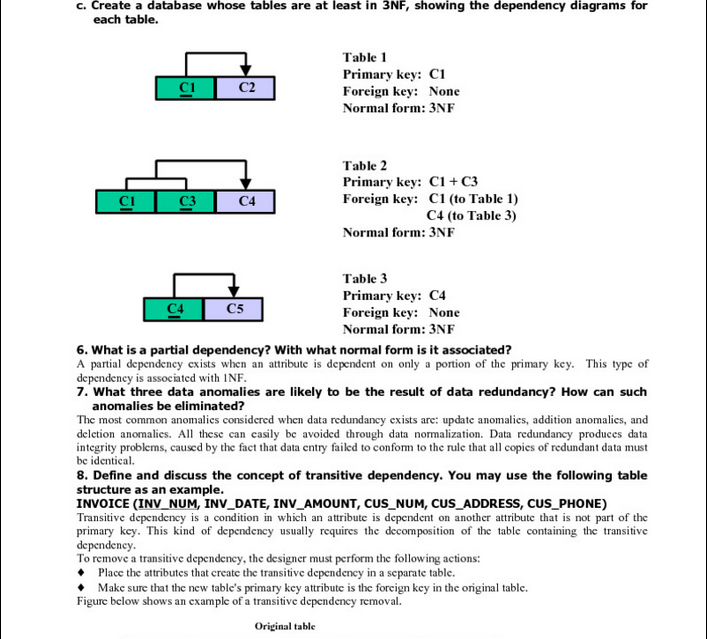 c. Create a database whose tables are at least in 3NF, showing the dependency diagrams for
each table.
Table 1
Primary key: C1
Foreign key: None
Normal form: 3NF
C1 C2
Table 2
Primary key: C1 + C3
Foreign key: C1 (to Table 1)
C4 (to Table 3)
Normal form: 3NF
C1 C3 C4
Table 3
Primary key: C4
Foreign key: None
Normal form: 3NF
C4 C5
6. What is a partial dependency? With what normal form is it associated?
A partial dependency exists when an attribute is dependent on only a portion of the primary key. This type of
dependency is associated with 1NF.
7. What three data anomalies are likely to be the result of data redundancy? How can such
anomalies be eliminated?
The most common anomalies considered when data redundancy exists are: update anomalies, addition anomalies, and
deletion anomalies. All these can easily be avoided through data normalization. Data redundancy produces data
integrity problems, caused by the fact that data entry failed to conform to the rule that all copies of redundant data must
be identical.
8. Define and discuss the concept of transitive dependency. You may use the following table
structure as an example.
INVOICE (INV_NUM, INV_DATE, INV_AMOUNT, CUS_NUM, CUS_ADDRESS, CUS_PHONE)
Transitive dependency is a condition in which an attribute is dependent on another attribute that is not part of the
primary key. This kind of dependency usually requires the decomposition of the table containing the transitive
dependency.
To remove a transitive dependency, the designer must perform the following actions:
♦ Place the attributes that create the transitive dependency in a separate table.
♦ Make sure that the new table's primary key attribute is the foreign key in the original table.
Figure below shows an example of a transitive dependency removal.
Original table